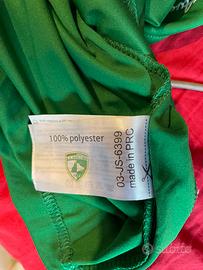 100% polyester
03-JS-6399
made in PRC
subito